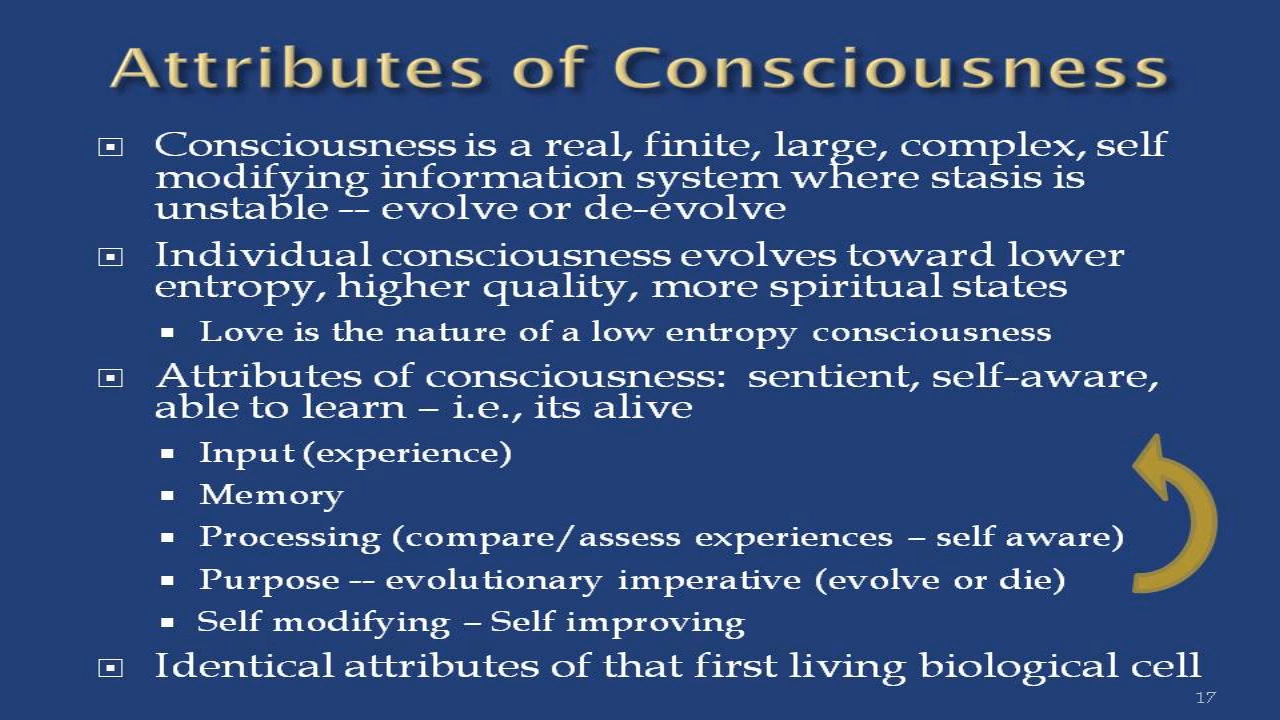 Attributes of Consciousness
Consciousness is a real, finite, large, complex, self
modifying information system where stasis is
unstable -- evolve or de-evolve
Individual consciousness evolves toward lower
entropy, higher quality, more spiritual states
Love is the nature of a low entropy consciousness
Attributes of consciousness:  sentient, self-aware,
able to learn – i.e., its alive
Input (experience)
Memory
Processing (compare/assess experiences – self aware)
Purpose -- evolutionary imperative (evolve or die)
Self modifying – Self improving
Identical attributes of that first living biological cell
17